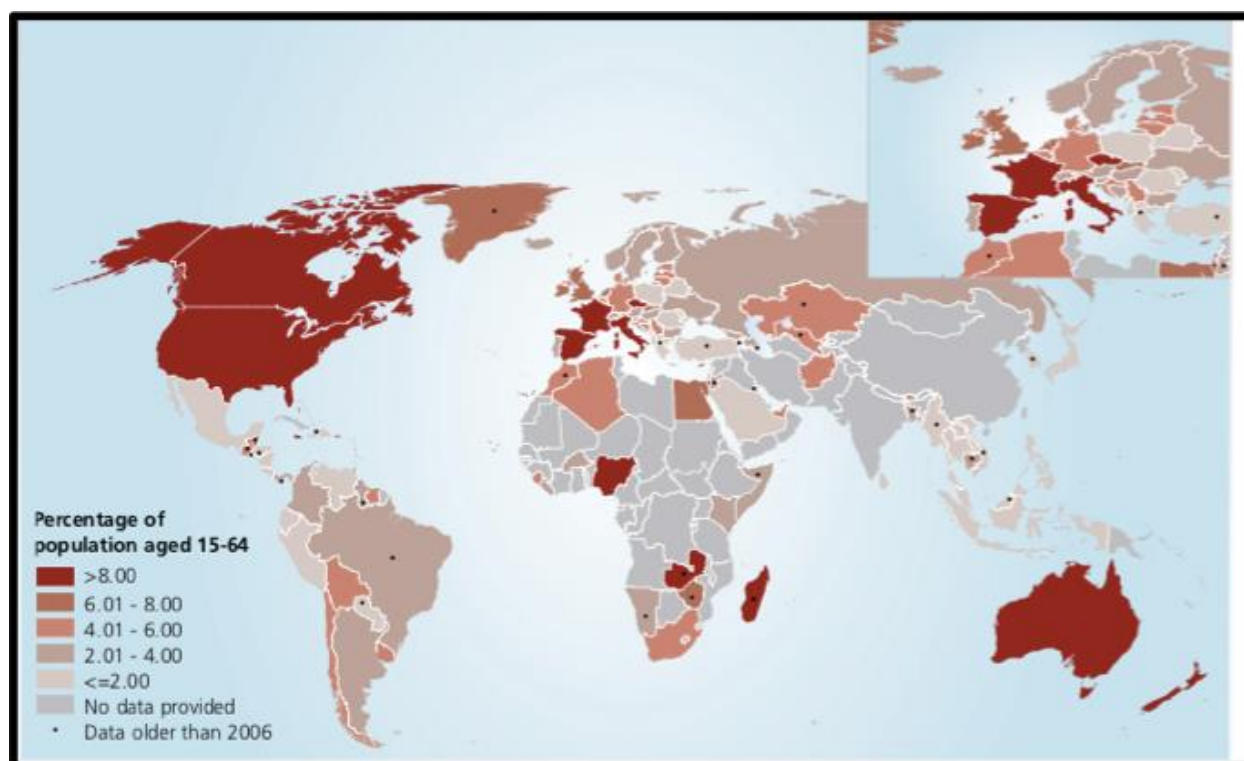 Percentage of
population aged 15-64
>8.00
6.01 - 8.00
4.01 - 6.00
2.01 - 4.00
<=2.00
No data provided
Data older than 2006